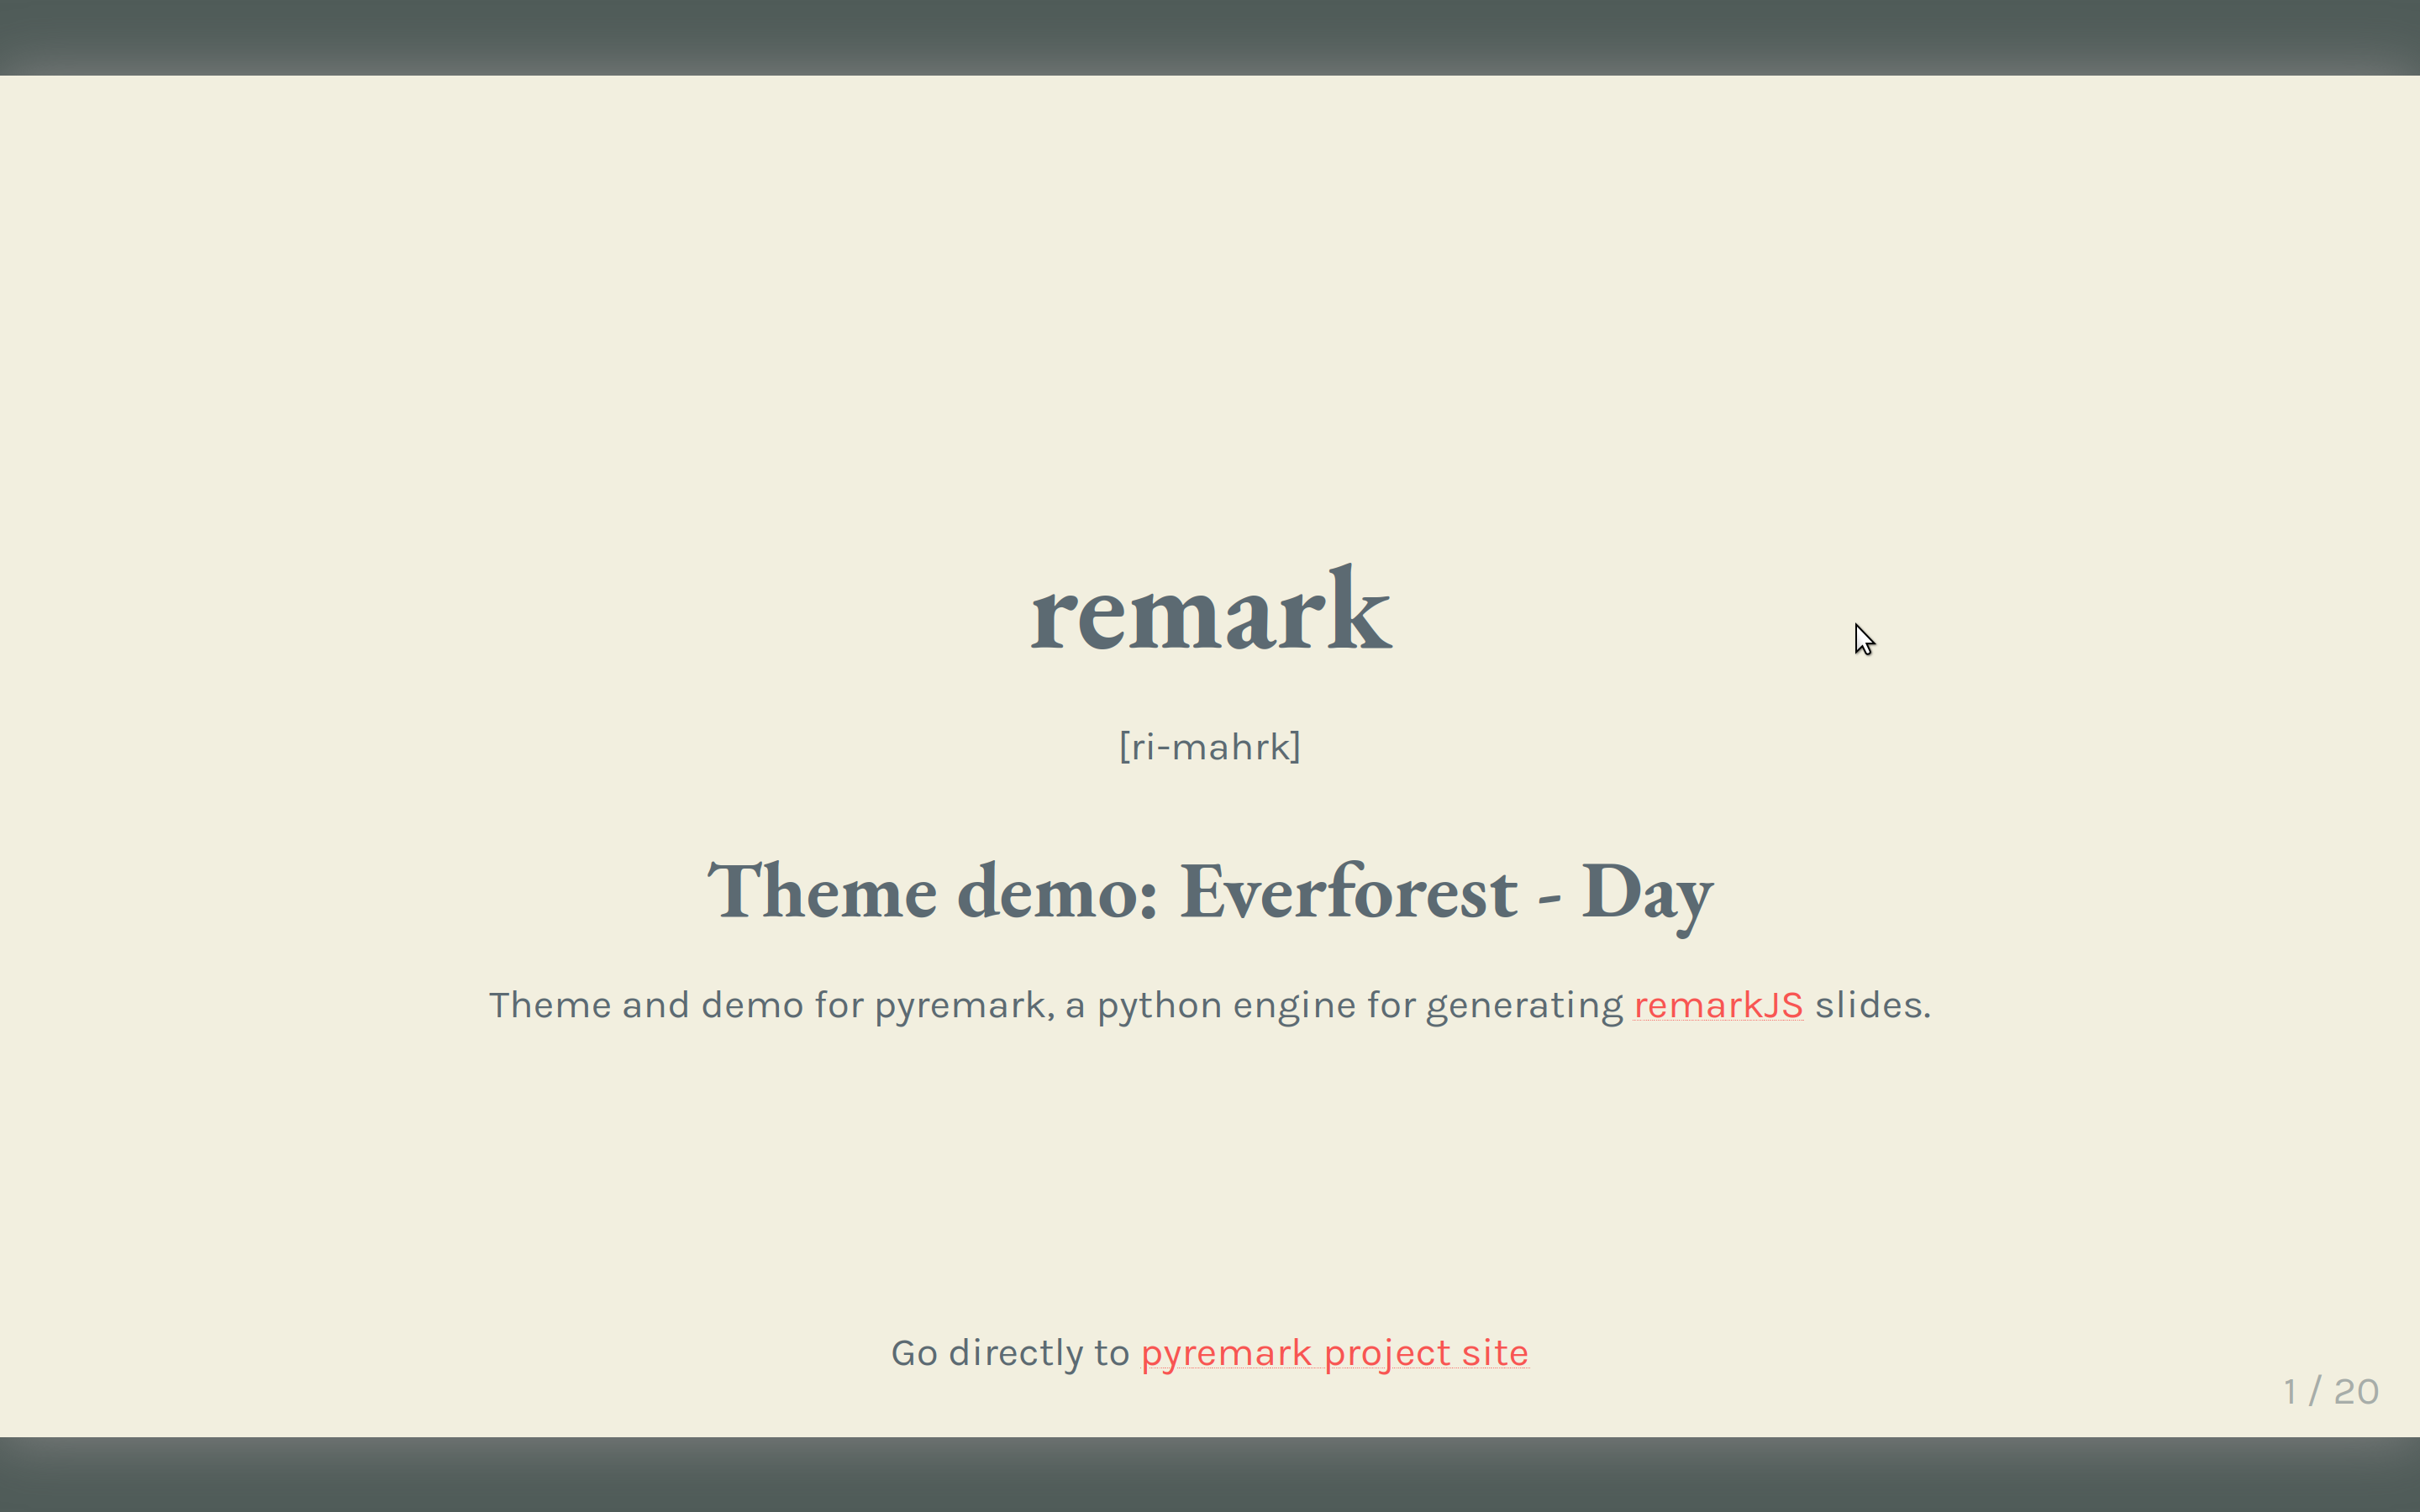 remark
[ri-mahrk]
Theme demo: Everforest - Day
Theme and demo for pyremark, a python engine for generating remarkJS slides.
Go directly to pyremark project site
1 / 20